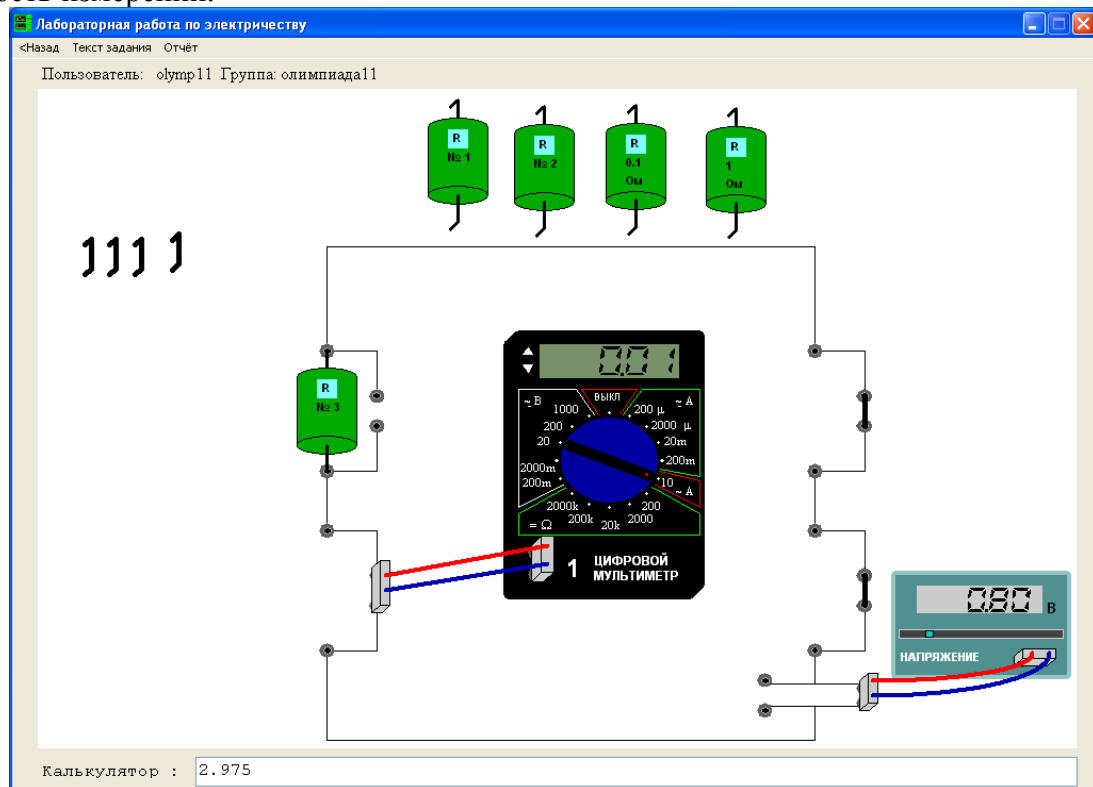 Лабораторная работа по электричеству
<Назад Текст задания Отчёт
Пользователь: olymp11 Группа: олимпиада11
R
№ 1
R
№ 2
R
0.1
Ом
R
1
Ом
R
№ 3
0.01
~ В
1000
ВЫКЛ
200 μ
~ А
200
2000 μ
20
20m
2000m
200m
200m
10
~ А
2000k
200
= Ω
200k
20k
2000
1
ЦИФРОВОЙ
МУЛЬТИМЕТР
0.80 В
НАПРЯЖЕНИЕ
Калькулятор : 2.975